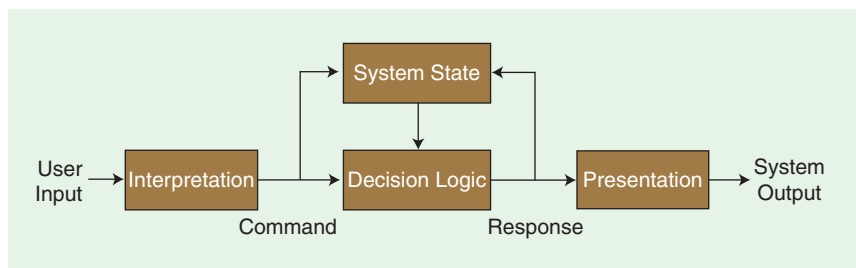 System State
User
Input
Interpretation
Decision Logic
Presentation
System
Output
Command
Response